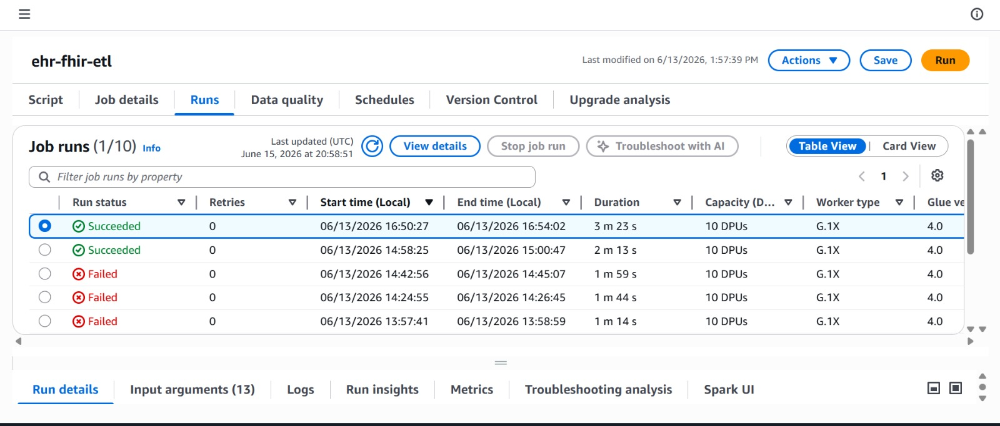 ehr-fhir-etl
Last modified on 6/13/2026, 1:57:39 PM
Actions
Save
Run
Script
Job details
Runs
Data quality
Schedules
Version Control
Upgrade analysis
Job runs (1/10) Info
Last updated (UTC)
June 15, 2026 at 20:58:51
View details
Stop job run
Troubleshoot with AI
Table View
Card View
Filter job runs by property
1
Run status Retries Start time (Local) End time (Local) Duration Capacity (D... Worker type Glue ve
Succeeded 0 06/13/2026 16:50:27 06/13/2026 16:54:02 3 m 23 s 10 DPUs G.1X 4.0
Succeeded 0 06/13/2026 14:58:25 06/13/2026 15:00:47 2 m 13 s 10 DPUs G.1X 4.0
Failed 0 06/13/2026 14:42:56 06/13/2026 14:45:07 1 m 59 s 10 DPUs G.1X 4.0
Failed 0 06/13/2026 14:24:55 06/13/2026 14:26:45 1 m 44 s 10 DPUs G.1X 4.0
Failed 0 06/13/2026 13:57:41 06/13/2026 13:58:59 1 m 14 s 10 DPUs G.1X 4.0
Run details
Input arguments (13)
Logs
Run insights
Metrics
Troubleshooting analysis
Spark UI